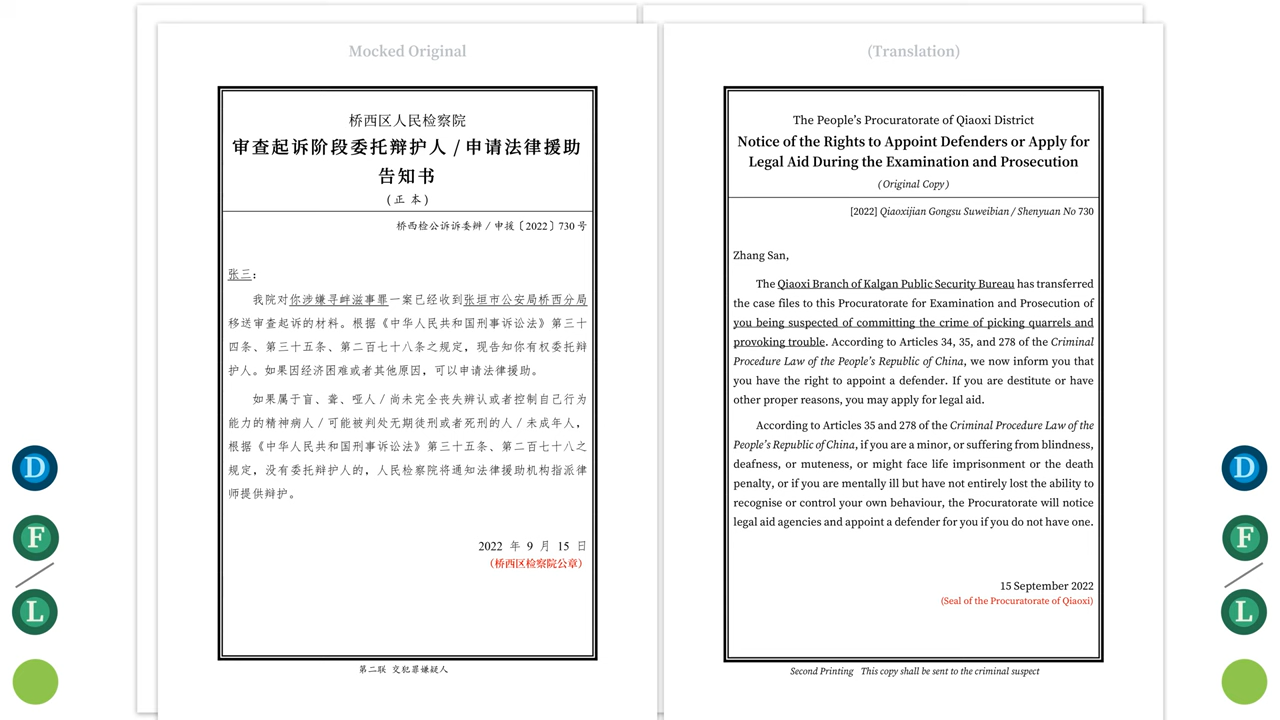 Mocked Original
桥西区人民检察院
审查起诉阶段委托辩护人 / 申请法律援助
告知书
( 正 本 )
桥西检公诉诉委辩 / 申援〔2022〕730 号
张三：
我院对你涉嫌寻衅滋事罪一案已经收到张垣市公安局桥西分局
移送审查起诉的材料。根据《中华人民共和国刑事诉讼法》第三十
四条、第三十五条、第二百七十八条之规定，现告知你有权委托辩
护人。如果因经济困难或者其他原因，可以申请法律援助。
如果属于盲、聋、哑人 / 尚未完全丧失辨认或者控制自己行为
能力的精神病人 / 可能被判处无期徒刑或者死刑的人 / 未成年人，
根据《中华人民共和国刑事诉讼法》第三十五条、第二百七十八之
规定，没有委托辩护人的，人民检察院将通知法律援助机构指派律
师提供辩护。
2022 年 9 月 15 日
（桥西区检察院公章）
第二联 交犯罪嫌疑人
(Translation)
The People's Procuratorate of Qiaoxi District
Notice of the Rights to Appoint Defenders or Apply for
Legal Aid During the Examination and Prosecution
( Original Copy )
[2022] Qiaoxijian Gongsu Suweibian / Shenyuan No 730
Zhang San,
The Qiaoxi Branch of Kalgan Public Security Bureau has transferred
the case files to this Procuratorate for Examination and Prosecution of
you being suspected of committing the crime of picking quarrels and
provoking trouble. According to Articles 34, 35, and 278 of the Criminal
Procedure Law of the People's Republic of China, we now inform you that
you have the right to appoint a defender. If you are destitute or have
other proper reasons, you may apply for legal aid.
According to Articles 35 and 278 of the Criminal Procedure Law of the
People's Republic of China, if you are a minor, or suffering from blindness,
deafness, or muteness, or might face life imprisonment or the death
penalty, or if you are mentally ill but have not entirely lost the ability to
recognise or control your own behaviour, the Procuratorate will notice
legal aid agencies and appoint a defender for you if you do not have one.
15 September 2022
(Seal of the Procuratorate of Qiaoxi)
Second Printing This copy shall be sent to the criminal suspect
D
F
L
D
F
L